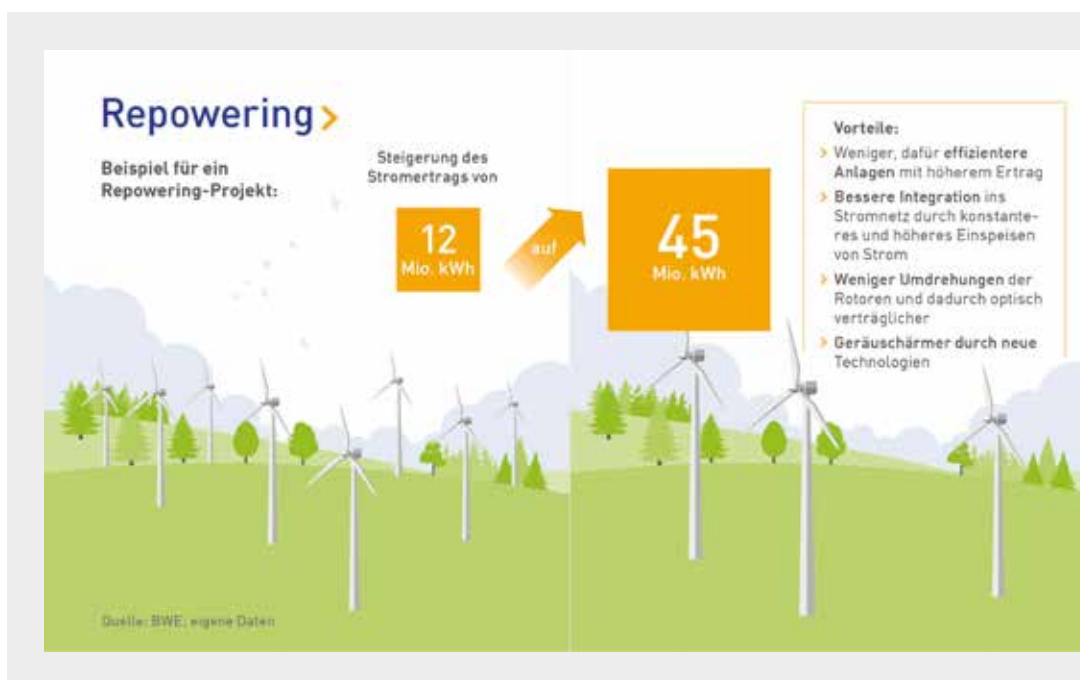 Repowering >
Beispiel für ein
Repowering-Projekt:
Steigerung des
Stromertrags von
12
Mio. kWh
auf
45
Mio. kWh
Vorteile:
> Weniger, dafür effizientere
Anlagen mit höherem Ertrag
> Bessere Integration ins
Stromnetz durch konstante-
res und höheres Einspeisen
von Strom
> Weniger Umdrehungen der
Rotoren und dadurch optisch
verträglicher
> Geräuschärmer durch neue
Technologien
Quelle: BWE; eigene Daten